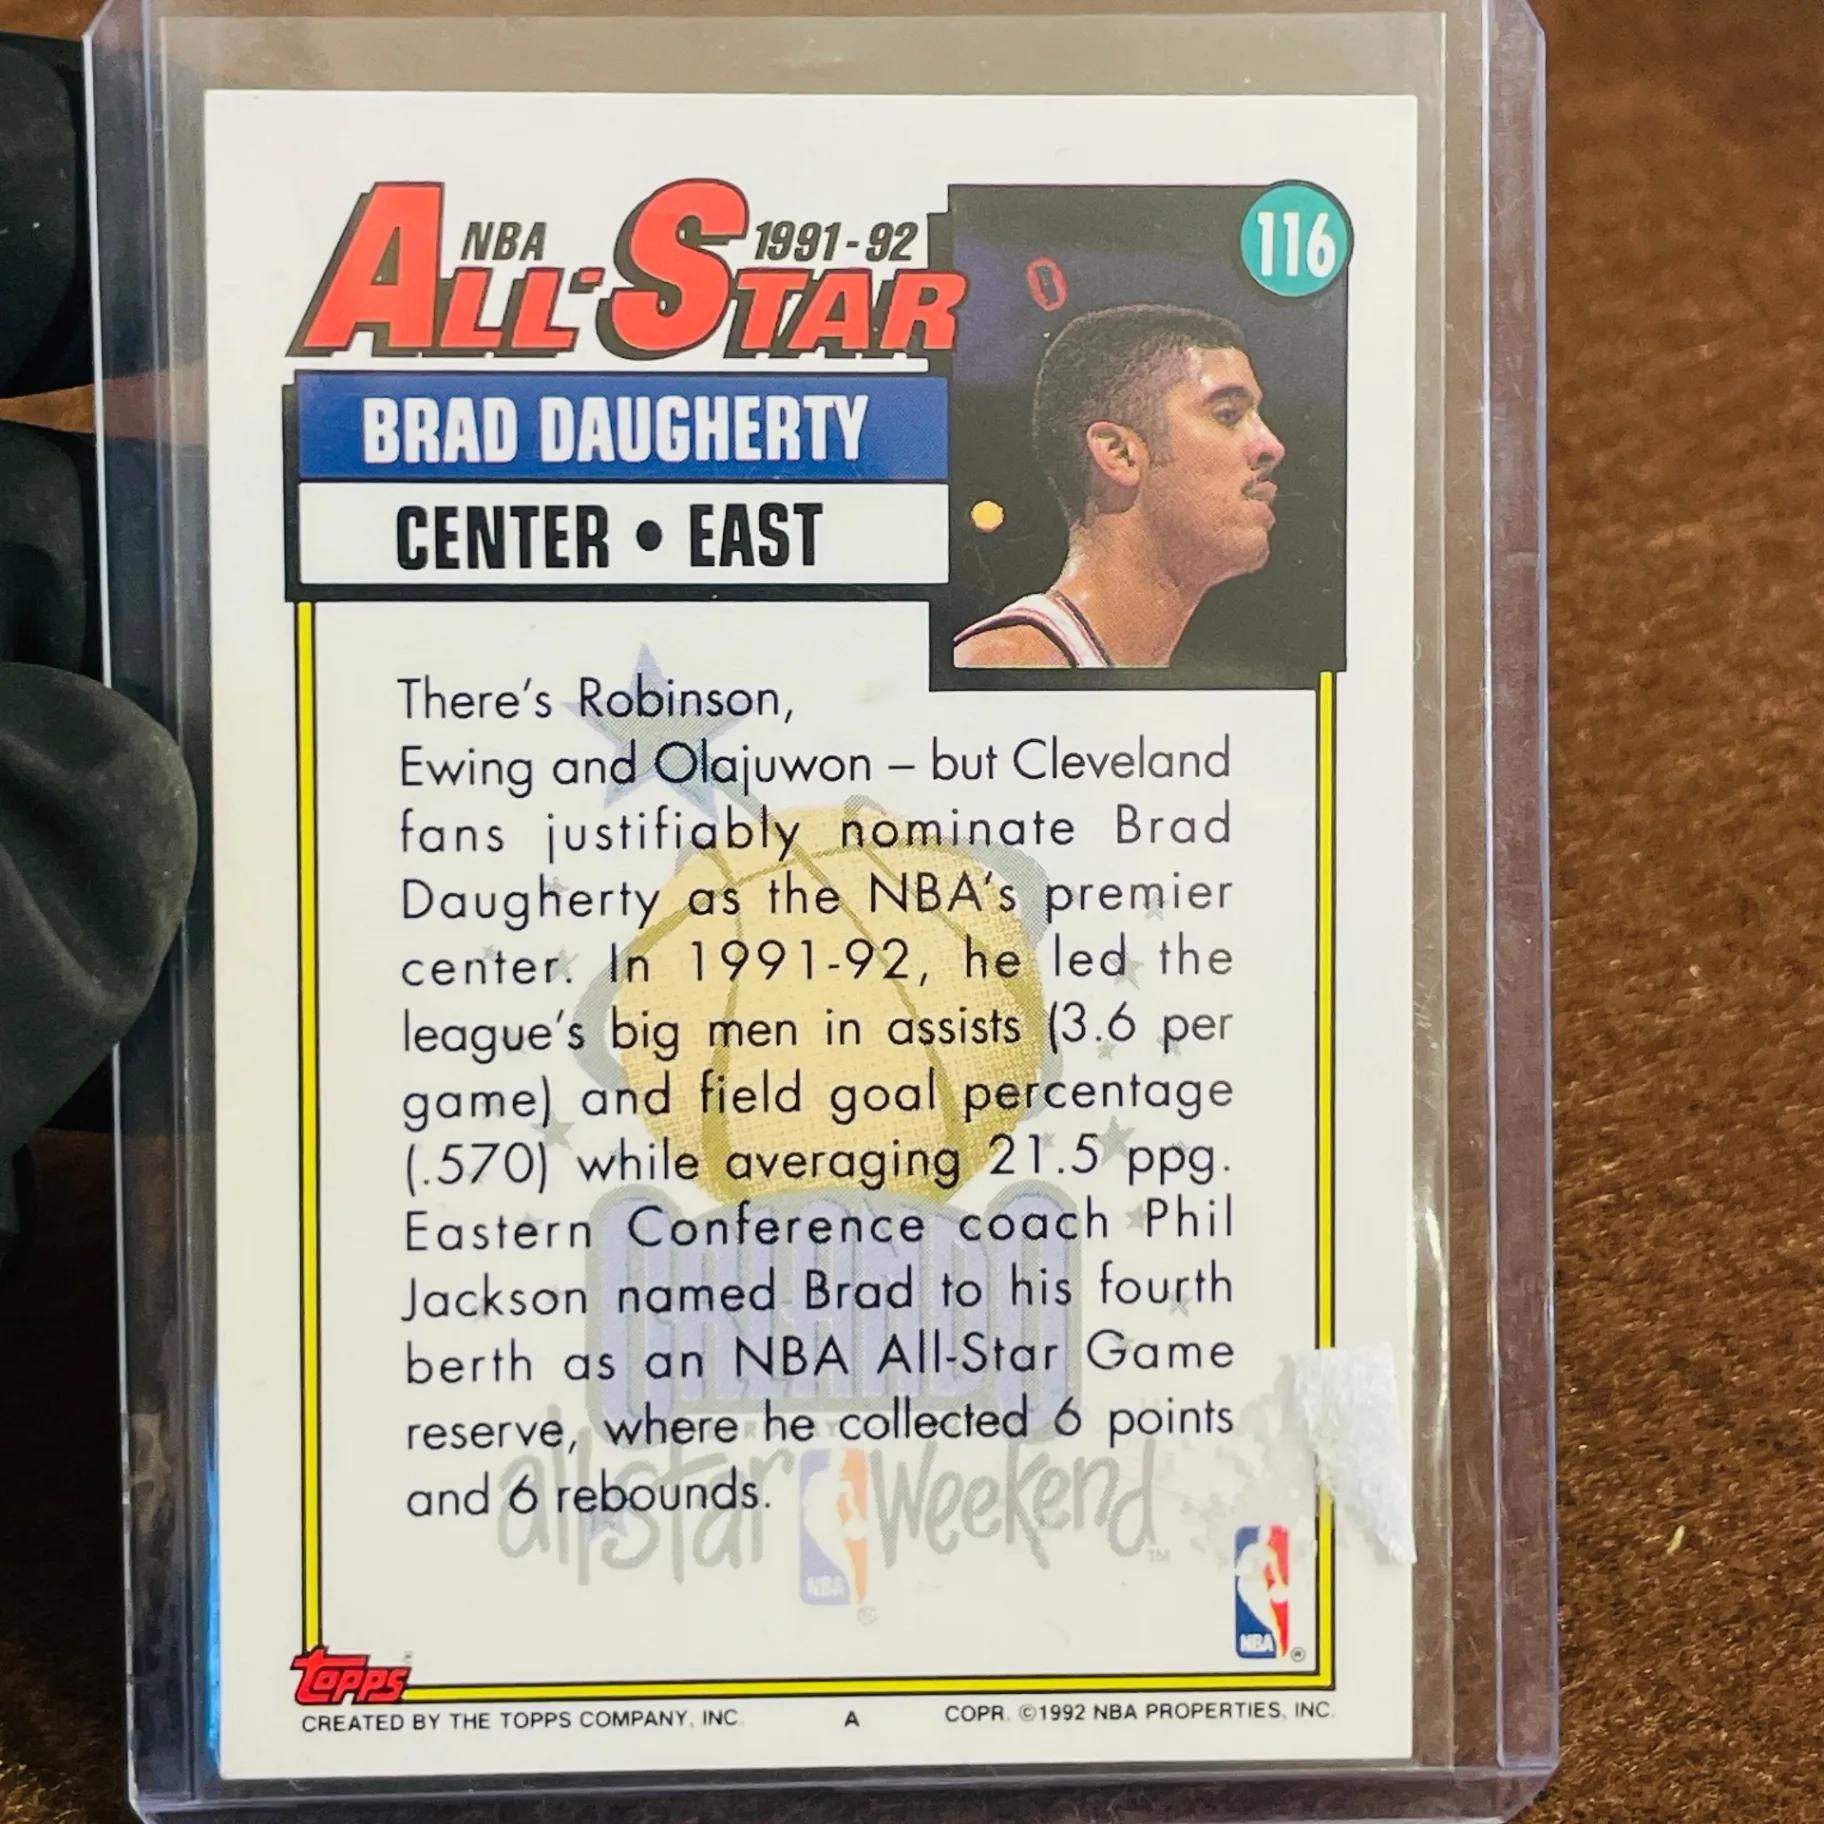 NBA 1991-92
ALL-STAR
116
BRAD DAUGHERTY
CENTER • EAST
There's Robinson,
Ewing and Olajuwon – but Cleveland
fans justifiably nominate Brad
Daugherty as the NBA's premier
center. In 1991-92, he led the
league's big men in assists (3.6 per
game) and field goal percentage
(.570) while averaging 21.5 ppg.
Eastern Conference coach Phil
Jackson named Brad to his fourth
berth as an NBA All-Star Game
reserve, where he collected 6 points
and 6 rebounds.
ORLANDO
all star Weekend ™
NBA
NBA ®
TOPPS
CREATED BY THE TOPPS COMPANY, INC. A COPR. ©1992 NBA PROPERTIES, INC.